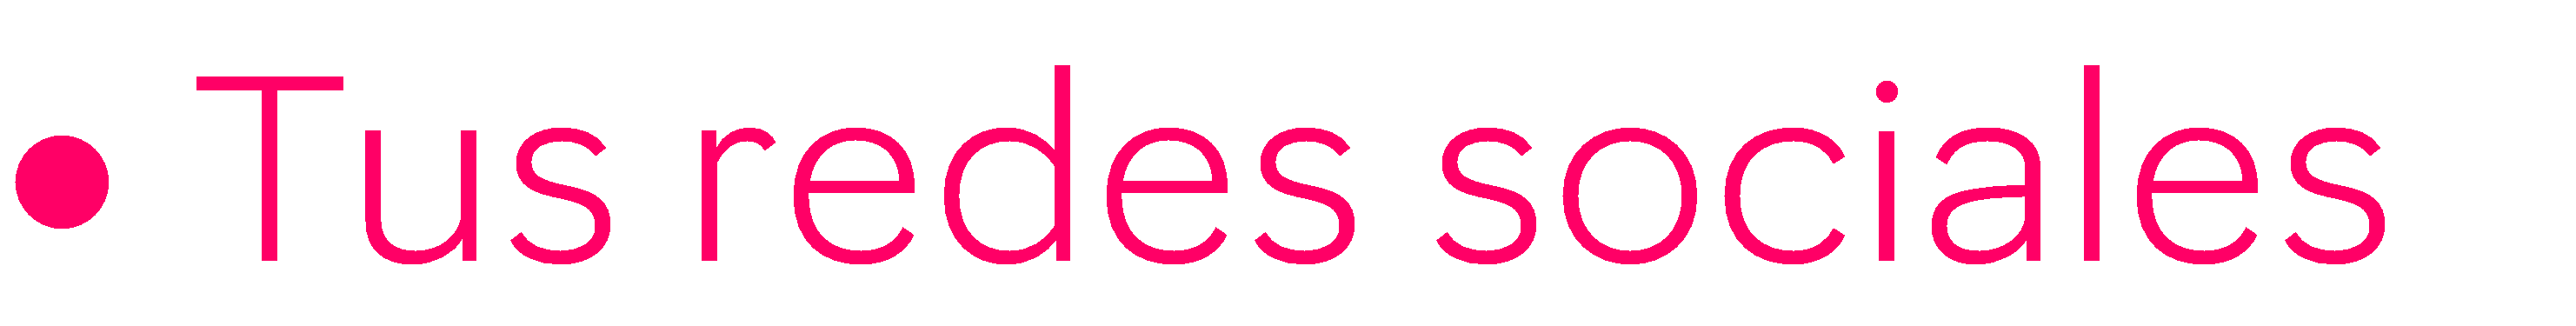 • Tus redes sociales